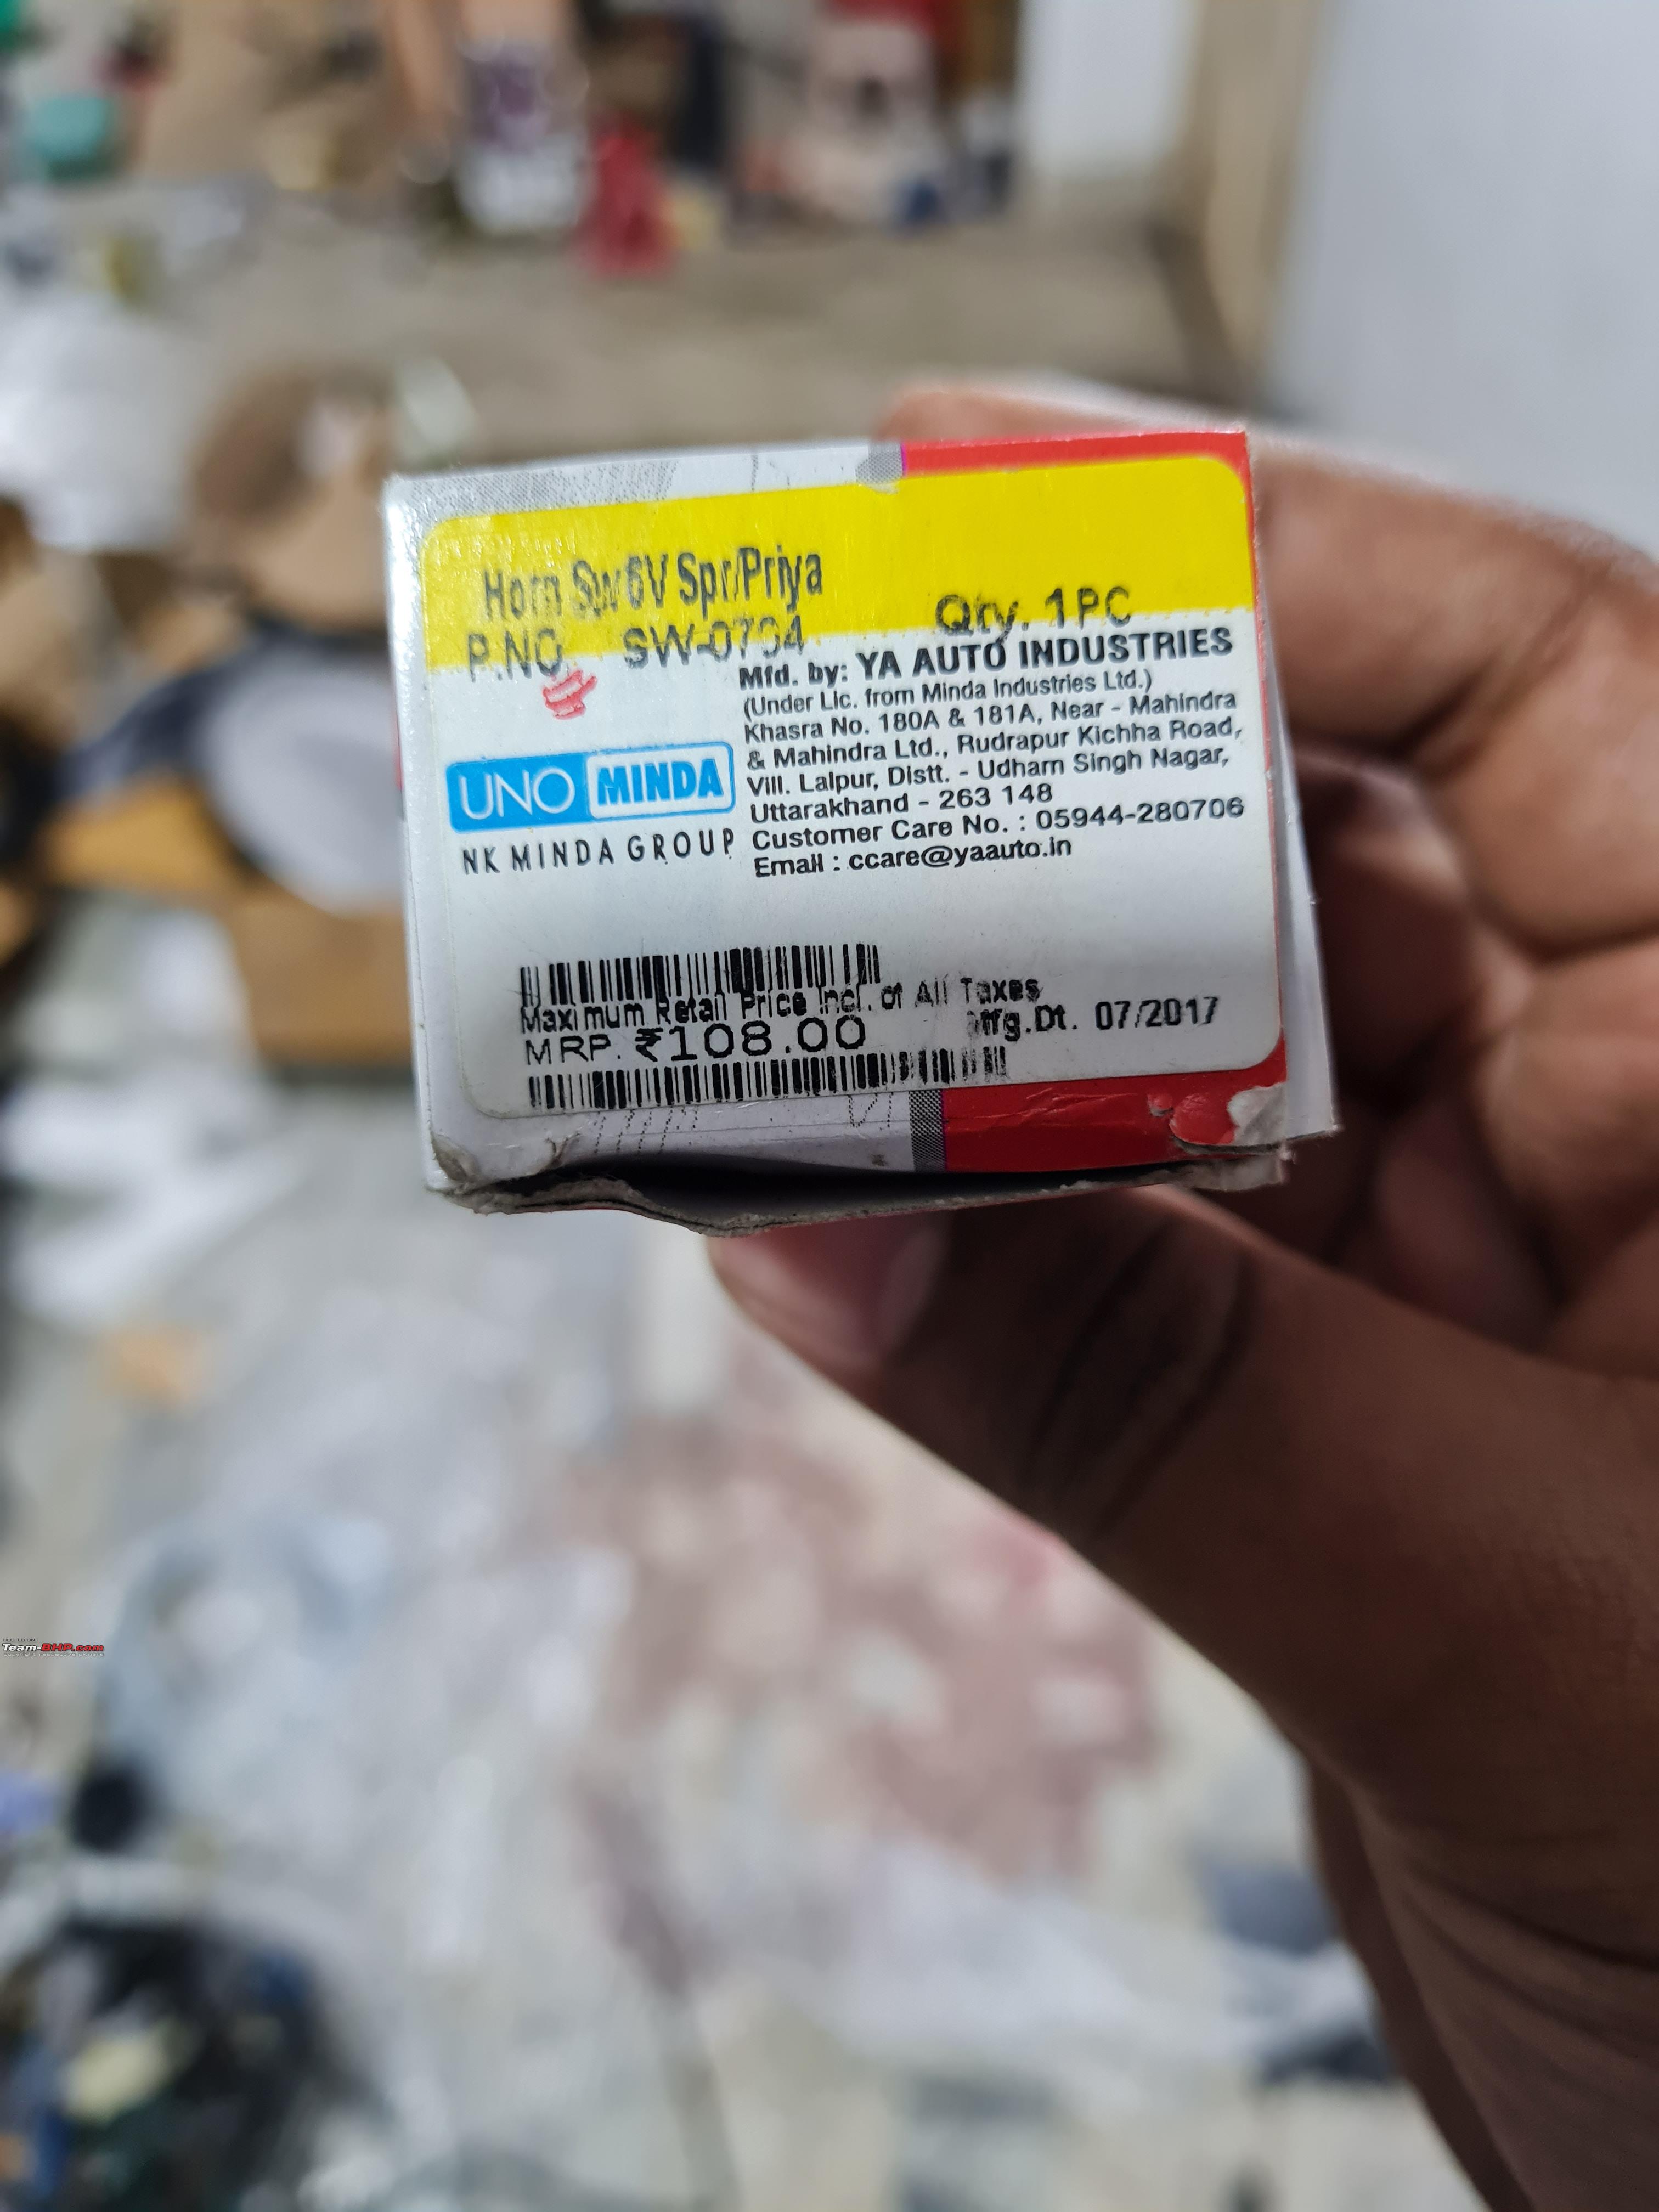 Horn Sw 6V Spr/Priya
P.NO. SW-0794 Qty. 1PC
Mfd. by: YA AUTO INDUSTRIES
(Under Lic. from Minda Industries Ltd.)
Khasra No. 180A & 181A, Near - Mahindra
& Mahindra Ltd., Rudrapur Kichha Road,
Vill. Lalpur, Distt. - Udham Singh Nagar,
Uttarakhand - 263 148
Customer Care No. : 05944-280706
Email : ccare@yaauto.in
UNO MINDA
NK MINDA GROUP
Maximum Retail Price Incl. of All Taxes
MRP. ₹108.00 Mfg.Dt. 07/2017
Team-BHP.com